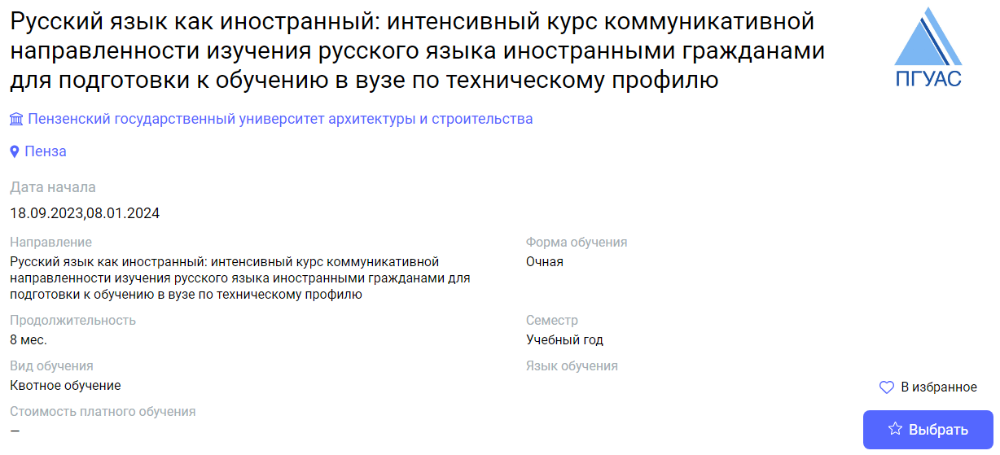 Русский язык как иностранный: интенсивный курс коммуникативной
направленности изучения русского языка иностранными гражданами
для подготовки к обучению в вузе по техническому профилю
ПГУАС
Пензенский государственный университет архитектуры и строительства
Пенза
Дата начала
18.09.2023,08.01.2024
Направление
Русский язык как иностранный: интенсивный курс коммуникативной
направленности изучения русского языка иностранными гражданами для
подготовки к обучению в вузе по техническому профилю
Форма обучения
Очная
Продолжительность
8 мес.
Семестр
Учебный год
Вид обучения
Квотное обучение
Язык обучения
Стоимость платного обучения
—
В избранное
Выбрать